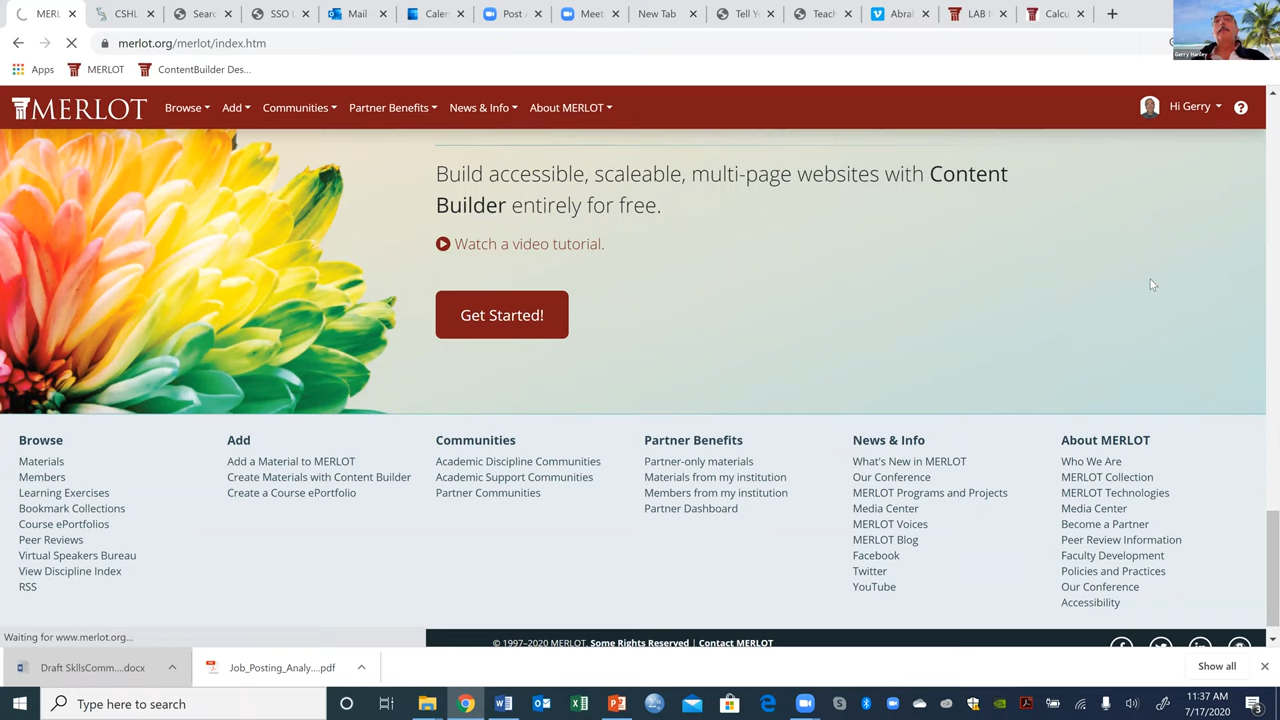 MERL
CSHL
Searc
SSO L
Mail
Calen
Post A
Meet
New Tab
Tell Yo
Teach
Abral
LAB
Calcu
merlot.org/merlot/index.htm
Gerry Hanley
Apps
MERLOT
ContentBuilder Des...
MERLOT
Browse
Add
Communities
Partner Benefits
News & Info
About MERLOT
Hi Gerry
?
Build accessible, scaleable, multi-page websites with Content
Builder entirely for free.
Watch a video tutorial.
Get Started!
Browse
Materials
Members
Learning Exercises
Bookmark Collections
Course ePortfolios
Peer Reviews
Virtual Speakers Bureau
View Discipline Index
RSS
Add
Add a Material to MERLOT
Create Materials with Content Builder
Create a Course ePortfolio
Communities
Academic Discipline Communities
Academic Support Communities
Partner Communities
Partner Benefits
Partner-only materials
Materials from my institution
Members from my institution
Partner Dashboard
News & Info
What's New in MERLOT
Our Conference
MERLOT Programs and Projects
Media Center
MERLOT Voices
MERLOT Blog
Facebook
Twitter
YouTube
About MERLOT
Who We Are
MERLOT Collection
MERLOT Technologies
Media Center
Become a Partner
Peer Review Information
Faculty Development
Policies and Practices
Our Conference
Accessibility
Waiting for www.merlot.org...
© 1997–2020 MERLOT. Some Rights Reserved | Contact MERLOT
Draft SkllsComm....docx
Job_Posting_Analy....pdf
Show all
Type here to search
11:37 AM
7/17/2020
3